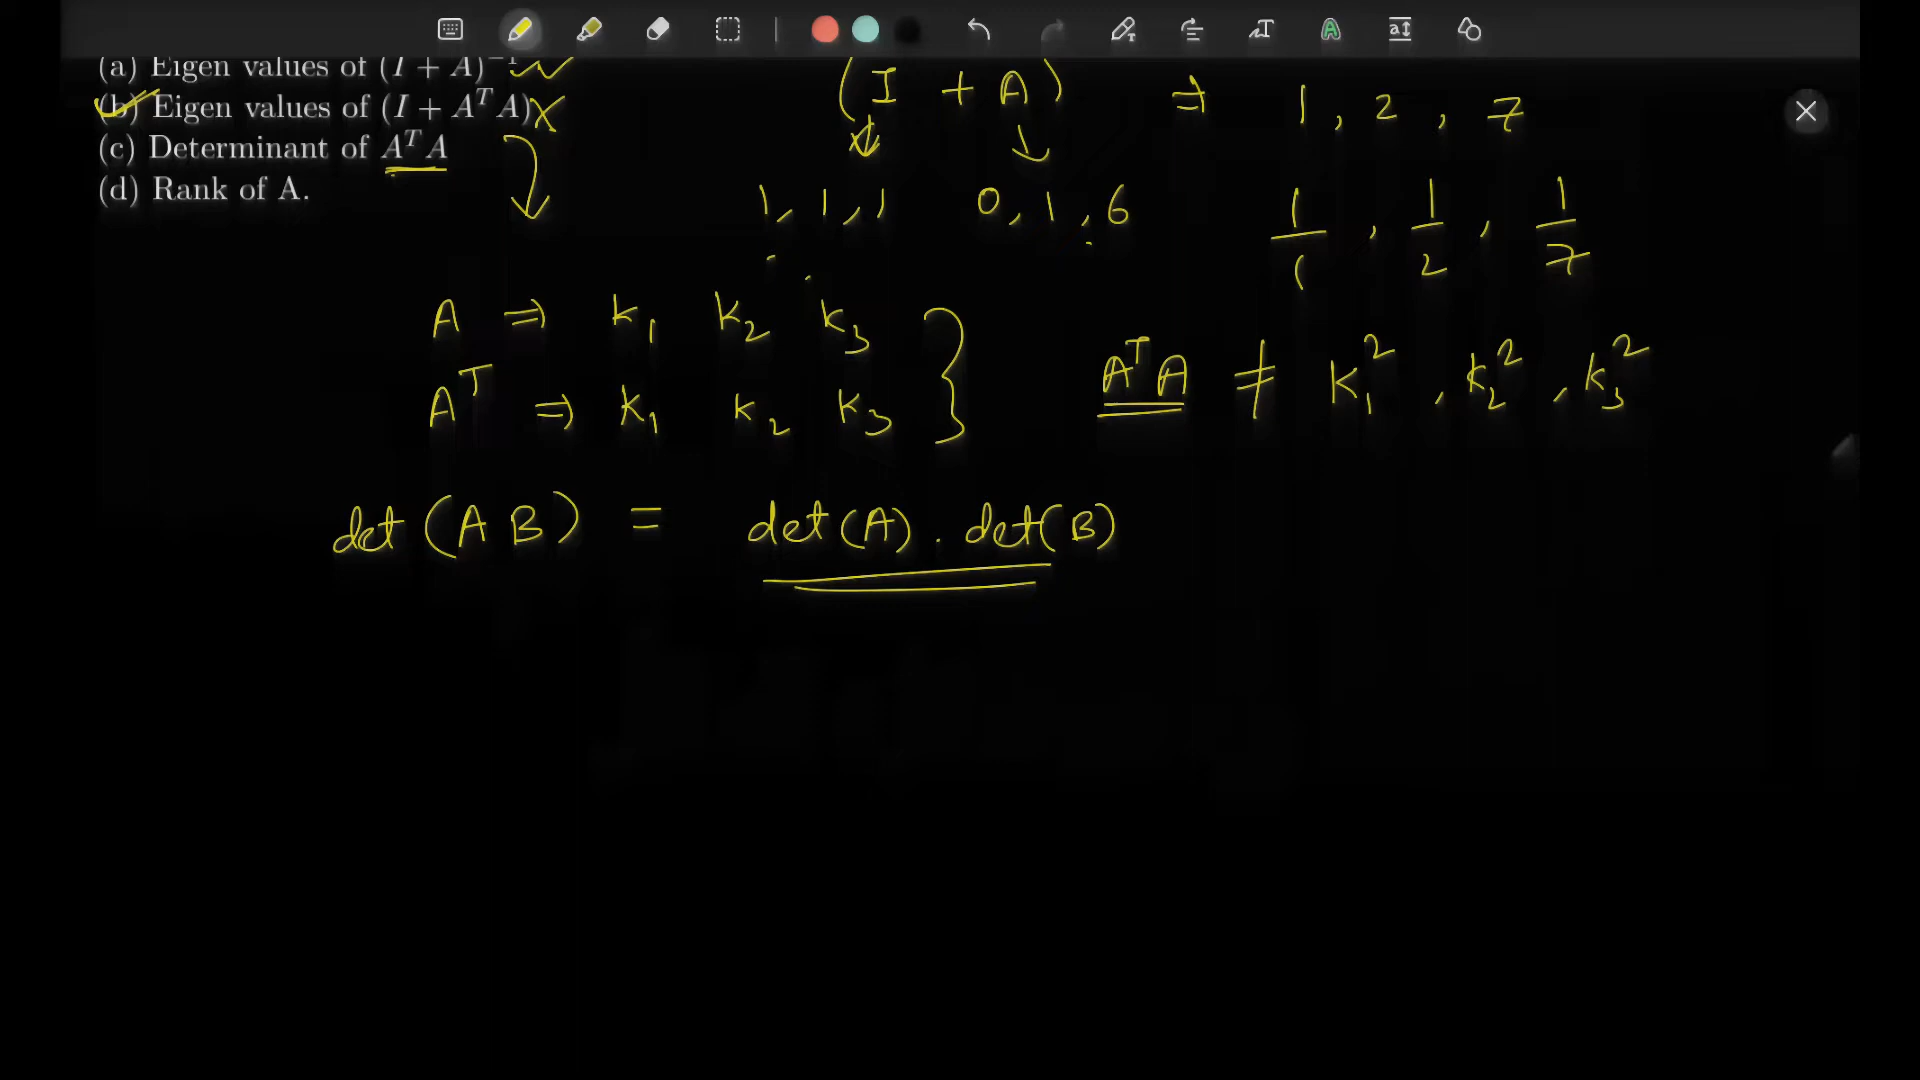 (a) Eigen values of (I + A)⁻¹
(b) Eigen values of (I + AᵀA)
(c) Determinant of AᵀA
(d) Rank of A.
(I + A) ⇒ 1, 2, 7
1, 1, 1 0, 1, 6 1/1, 1/2, 1/7
A ⇒ k₁ k₂ k₃
Aᵀ ⇒ k₁ k₂ k₃
AᵀA ≠ k₁², k₂², k₃²
det(AB) = det(A) . det(B)